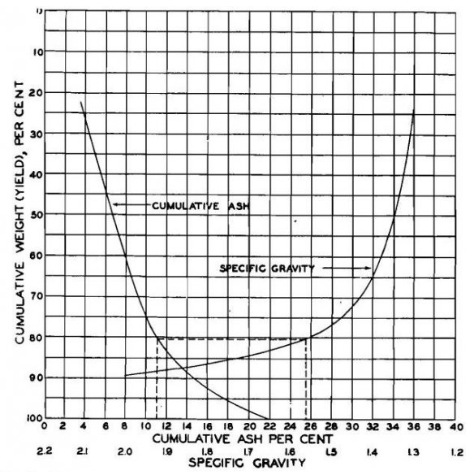 CUMULATIVE WEIGHT (YIELD), PER CENT
10
20
30
40
50
60
70
80
90
100
CUMULATIVE ASH
SPECIFIC GRAVITY
0 2 4 6 8 10 12 14 16 18 20 22 24 26 28 30 32 34 36 38 40
CUMULATIVE ASH PER CENT
2.2 2.1 2.0 1.9 1.8 1.7 1.6 1.5 1.4 1.3 1.2
SPECIFIC GRAVITY